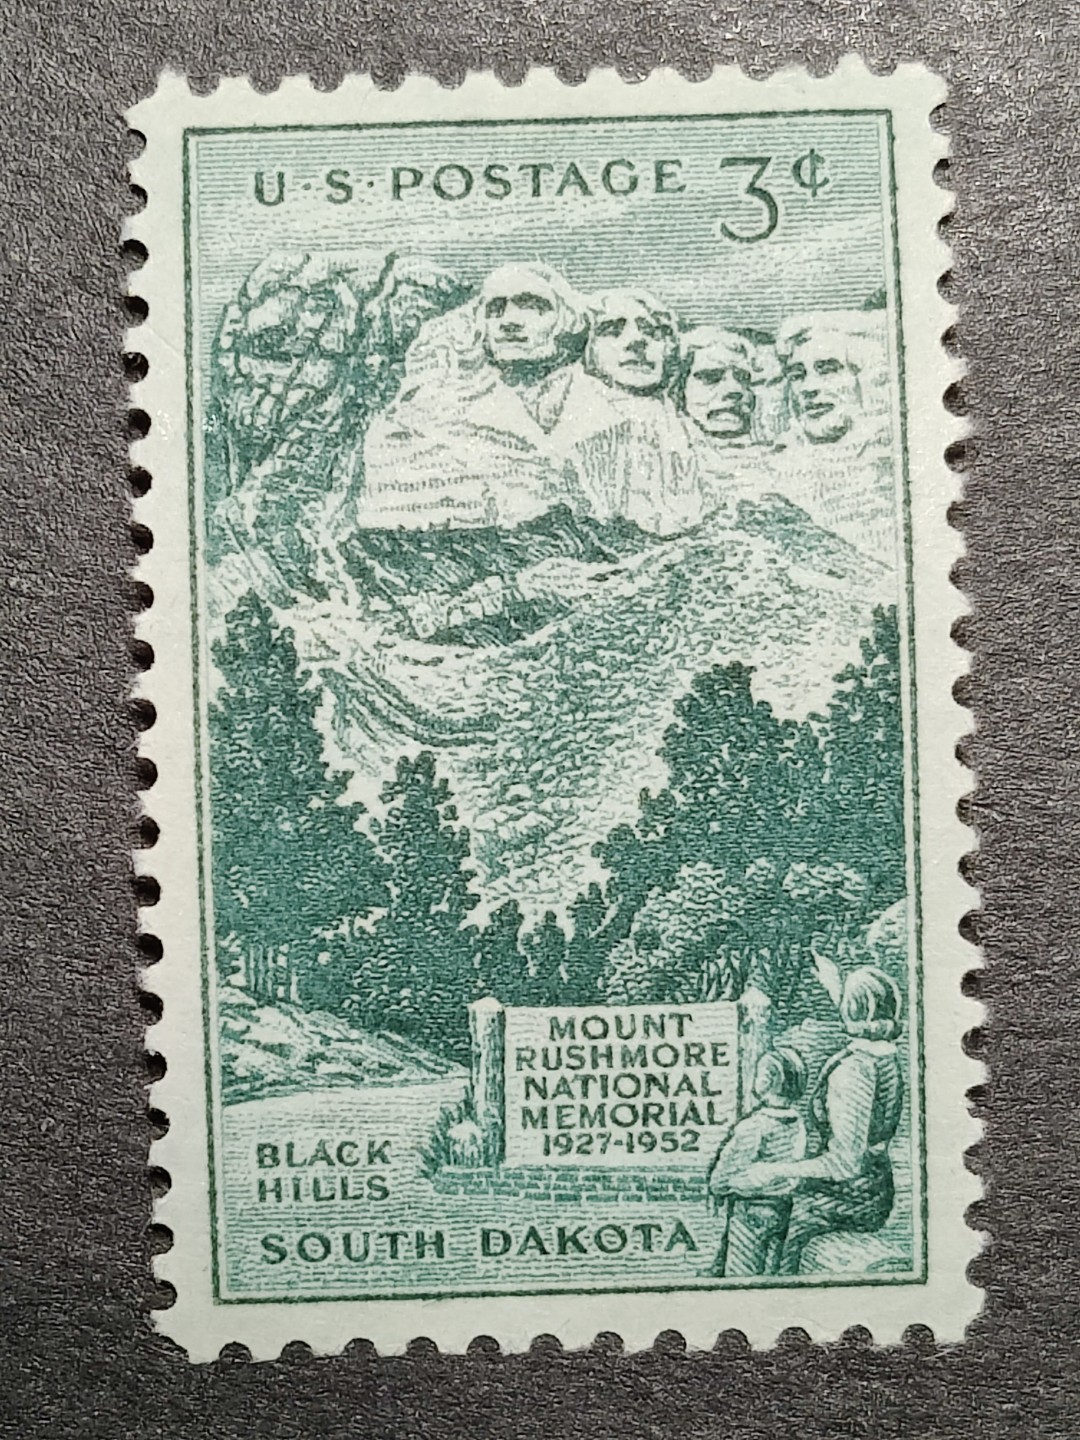 U·S·POSTAGE 3¢
MOUNT
RUSHMORE
NATIONAL
MEMORIAL
1927-1952
BLACK
HILLS
SOUTH DAKOTA